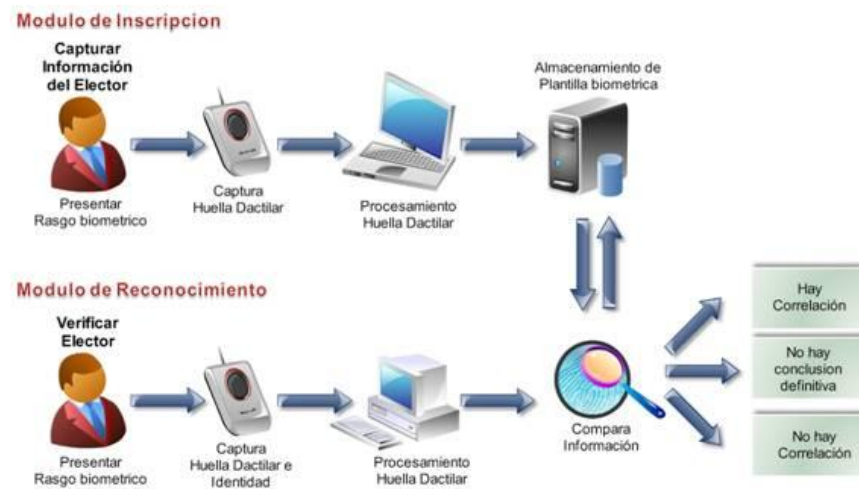 Modulo de Inscripcion
Capturar
Información
del Elector
Presentar
Rasgo biometrico
Captura
Huella Dactilar
Procesamiento
Huella Dactilar
Almacenamiento de
Plantilla biometrica
Modulo de Reconocimiento
Verificar
Elector
Presentar
Rasgo biometrico
Captura
Huella Dactilar e
Identidad
Procesamiento
Huella Dactilar
Compara
Información
Hay
Correlación
No hay
conclusion
definitiva
No hay
Correlación